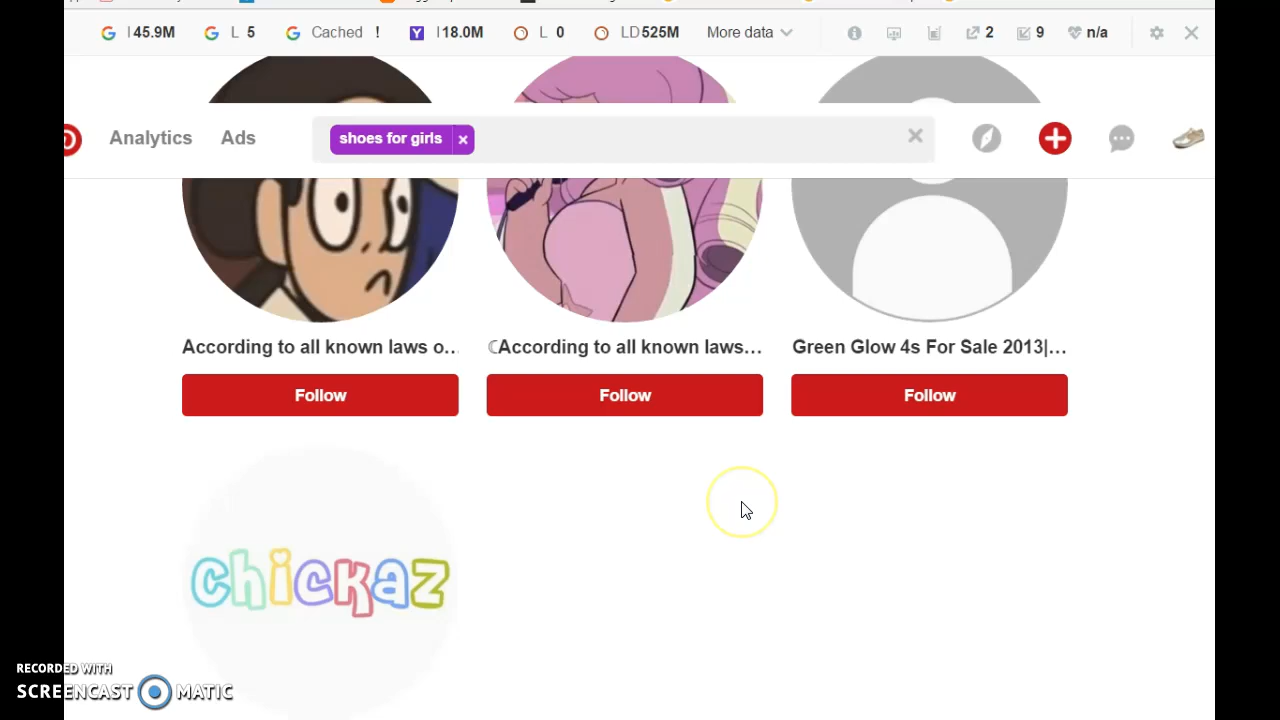 I 45.9M L 5 Cached ! I 18.0M L 0 LD 525M More data 2 9 n/a
Analytics Ads shoes for girls
According to all known laws o... ☾According to all known laws... Green Glow 4s For Sale 2013|...
Follow Follow Follow
chickaz
RECORDED WITH
SCREENCAST MATIC